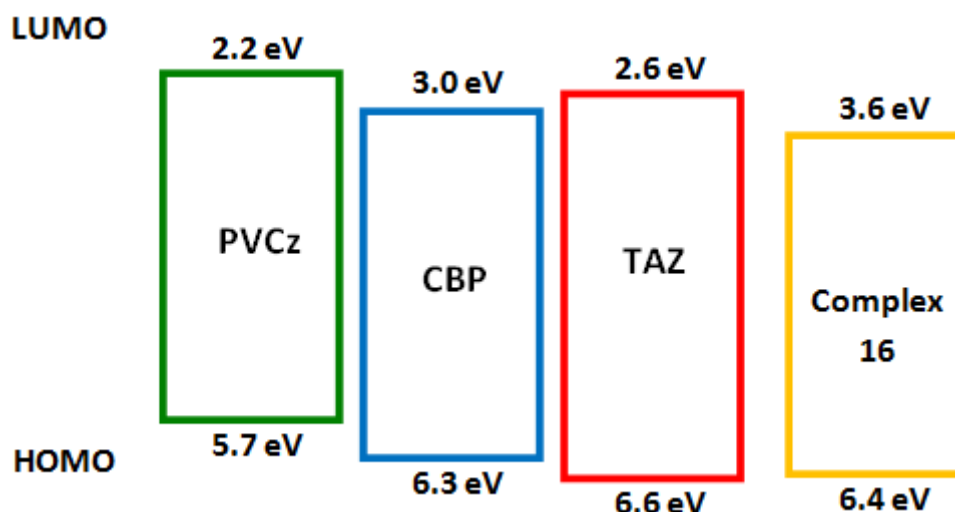 LUMO
2.2 eV
3.0 eV
2.6 eV
3.6 eV
PVCz
CBP
TAZ
Complex
16
HOMO
5.7 eV
6.3 eV
6.6 eV
6.4 eV